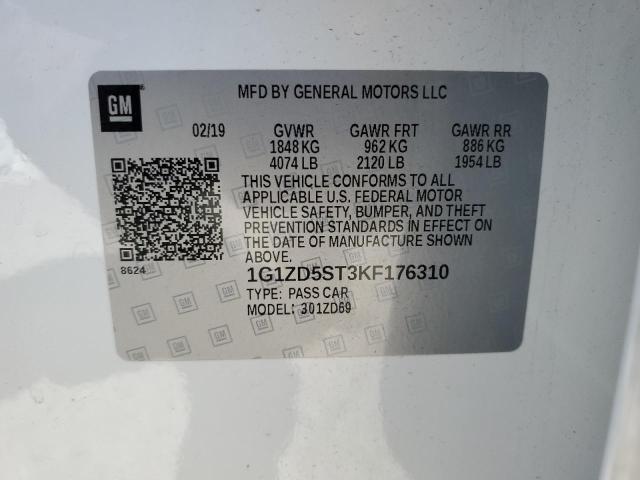 GM
MFD BY GENERAL MOTORS LLC
02/19 GVWR GAWR FRT GAWR RR
1848 KG 962 KG 886 KG
4074 LB 2120 LB 1954 LB
THIS VEHICLE CONFORMS TO ALL
APPLICABLE U.S. FEDERAL MOTOR
VEHICLE SAFETY, BUMPER, AND THEFT
PREVENTION STANDARDS IN EFFECT ON
THE DATE OF MANUFACTURE SHOWN
ABOVE.
8624
1G1ZD5ST3KF176310
TYPE: PASS CAR
MODEL: 301ZD69